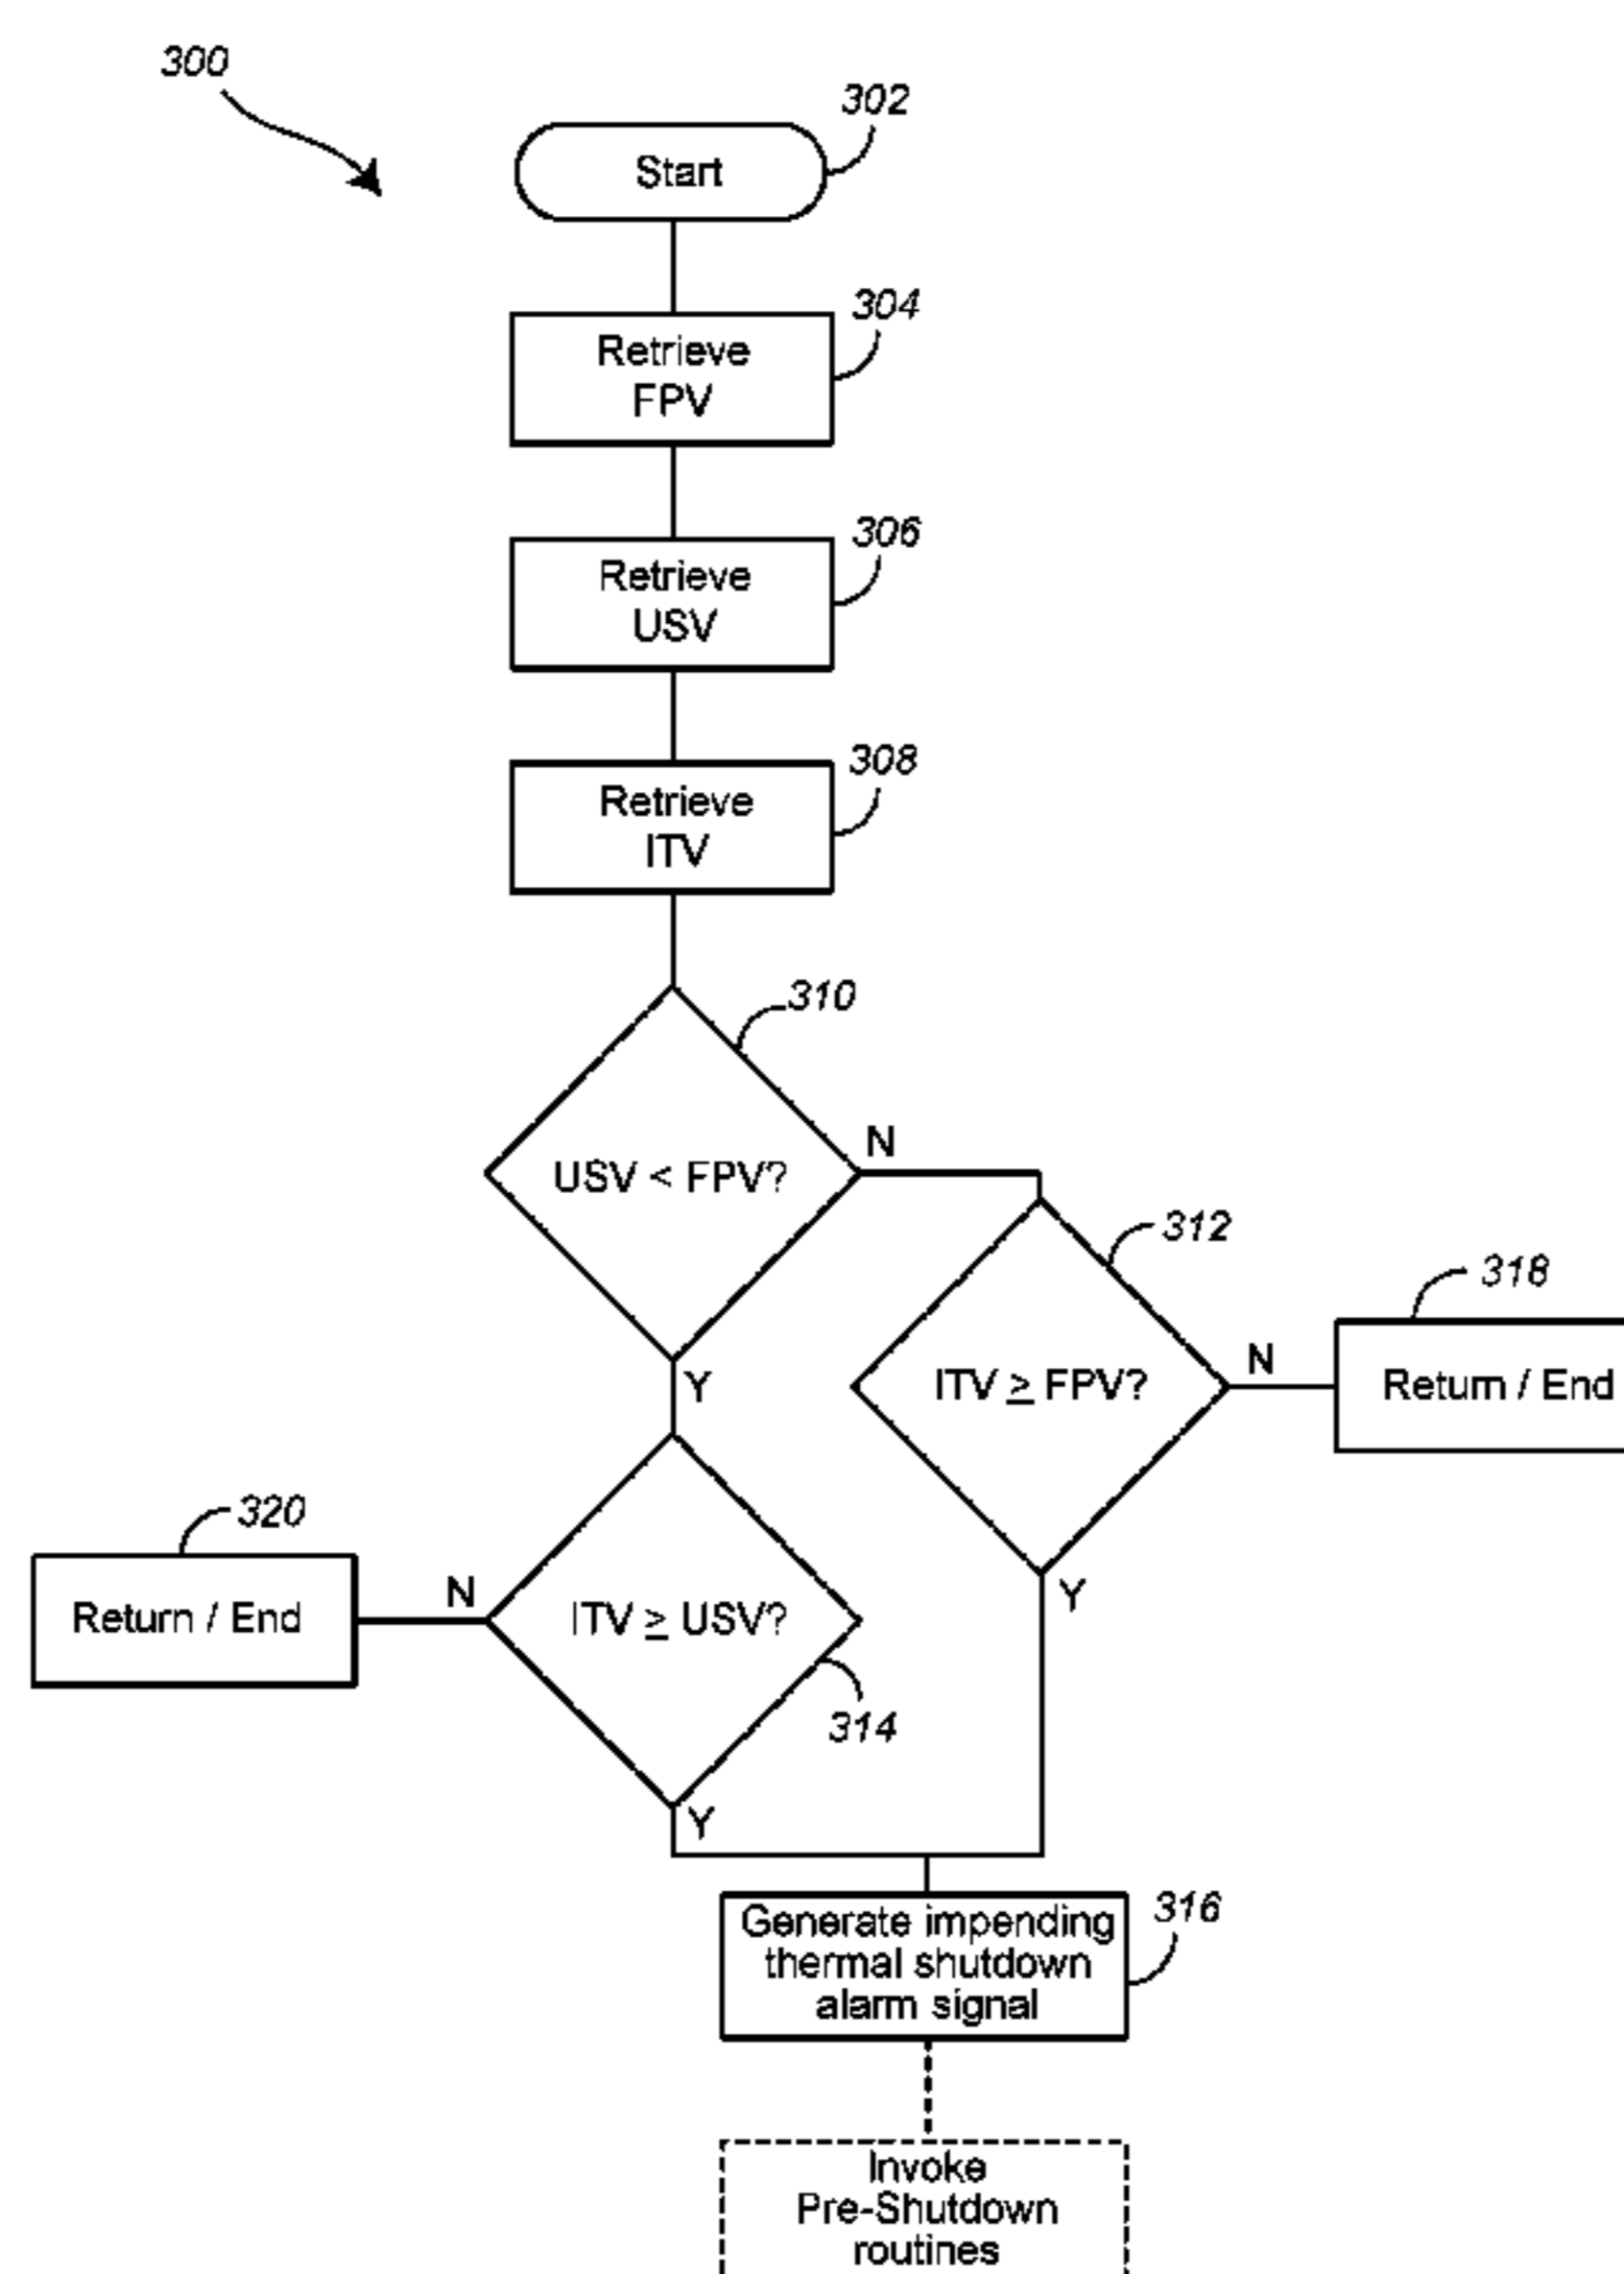 300
302
Start
304
Retrieve
FPV
306
Retrieve
USV
308
Retrieve
ITV
310
USV < FPV?
N
312
318
Y
ITV ≥ FPV?
N
Return / End
320
Return / End
N
ITV ≥ USV?
Y
314
Y
316
Generate impending
thermal shutdown
alarm signal
Invoke
Pre-Shutdown
routines